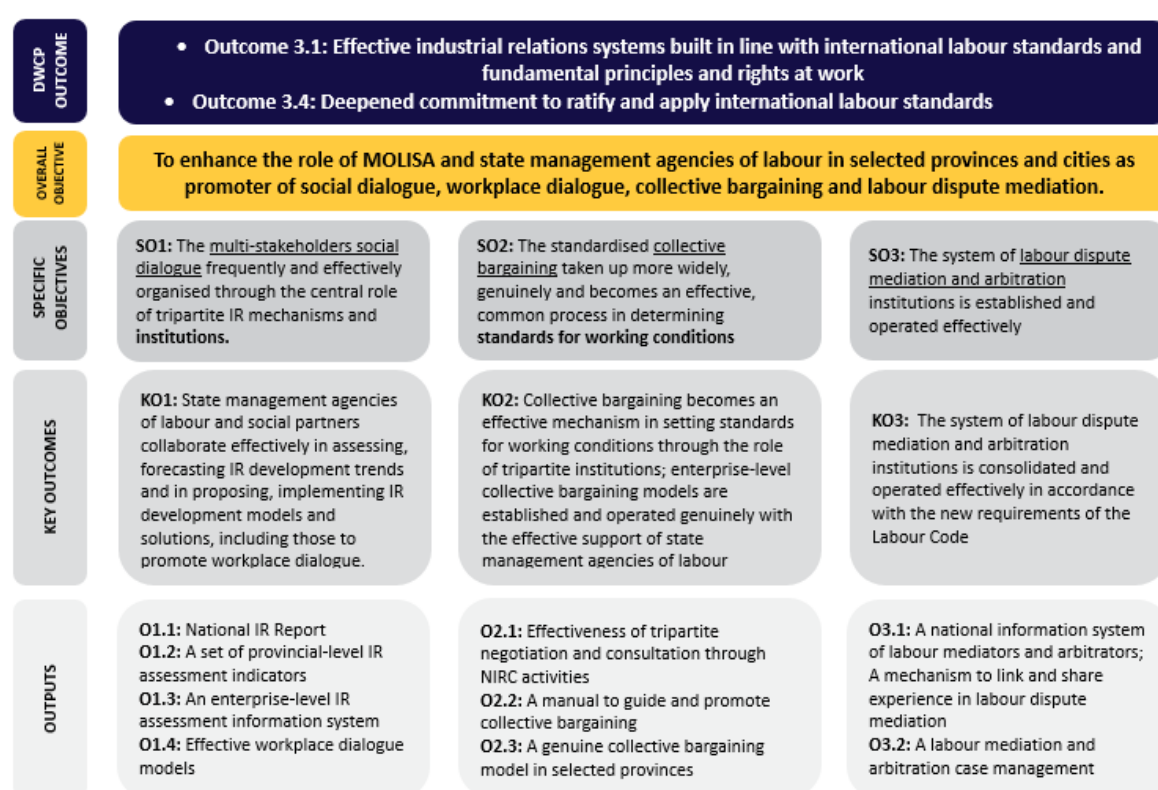 DWCP
OUTCOME
• Outcome 3.1: Effective industrial relations systems built in line with international labour standards and
fundamental principles and rights at work
• Outcome 3.4: Deepened commitment to ratify and apply international labour standards
OVERALL
OBJECTIVE
To enhance the role of MOLISA and state management agencies of labour in selected provinces and cities as
promoter of social dialogue, workplace dialogue, collective bargaining and labour dispute mediation.
SPECIFIC
OBJECTIVES
SO1: The multi-stakeholders social
dialogue frequently and effectively
organised through the central role
of tripartite IR mechanisms and
institutions.
SO2: The standardised collective
bargaining taken up more widely,
genuinely and becomes an effective,
common process in determining
standards for working conditions
SO3: The system of labour dispute
mediation and arbitration
institutions is established and
operated effectively
KEY OUTCOMES
KO1: State management agencies
of labour and social partners
collaborate effectively in assessing,
forecasting IR development trends
and in proposing, implementing IR
development models and
solutions, including those to
promote workplace dialogue.
KO2: Collective bargaining becomes an
effective mechanism in setting standards
for working conditions through the role
of tripartite institutions; enterprise-level
collective bargaining models are
established and operated genuinely with
the effective support of state
management agencies of labour
KO3: The system of labour dispute
mediation and arbitration
institutions is consolidated and
operated effectively in accordance
with the new requirements of the
Labour Code
OUTPUTS
O1.1: National IR Report
O1.2: A set of provincial-level IR
assessment indicators
O1.3: An enterprise-level IR
assessment information system
O1.4: Effective workplace dialogue
models
O2.1: Effectiveness of tripartite
negotiation and consultation through
NIRC activities
O2.2: A manual to guide and promote
collective bargaining
O2.3: A genuine collective bargaining
model in selected provinces
O3.1: A national information system
of labour mediators and arbitrators;
A mechanism to link and share
experience in labour dispute
mediation
O3.2: A labour mediation and
arbitration case management